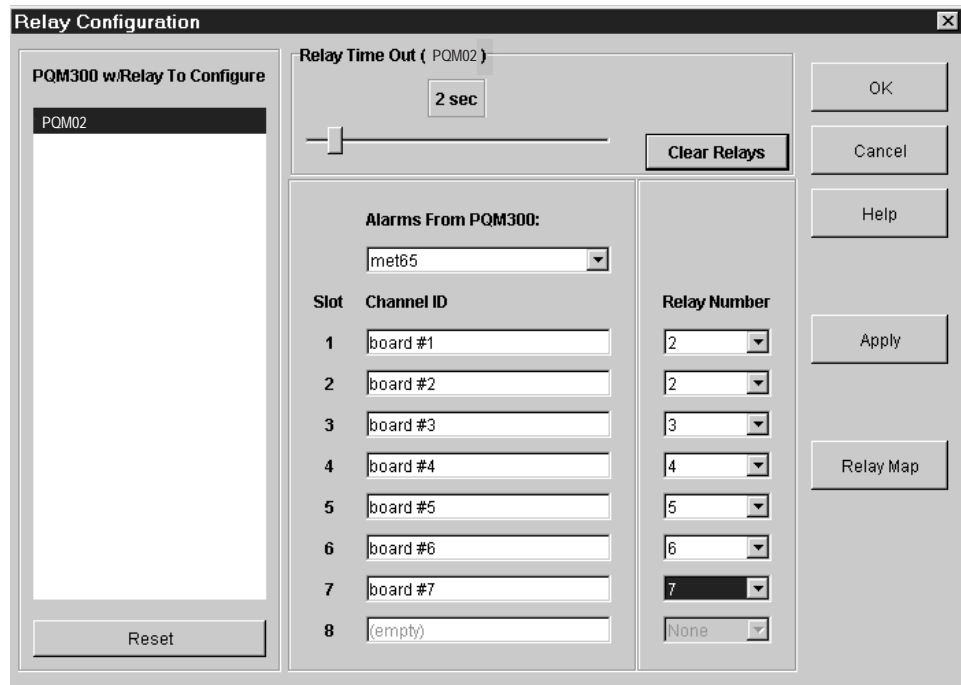 Relay Configuration
PQM300 w/Relay To Configure
PQM02
Reset
Relay Time Out ( PQM02 )
2 sec
Clear Relays
Alarms From PQM300:
met65
Slot Channel ID Relay Number
1 board #1 2
2 board #2 2
3 board #3 3
4 board #4 4
5 board #5 5
6 board #6 6
7 board #7 7
8 (empty) None
OK
Cancel
Help
Apply
Relay Map